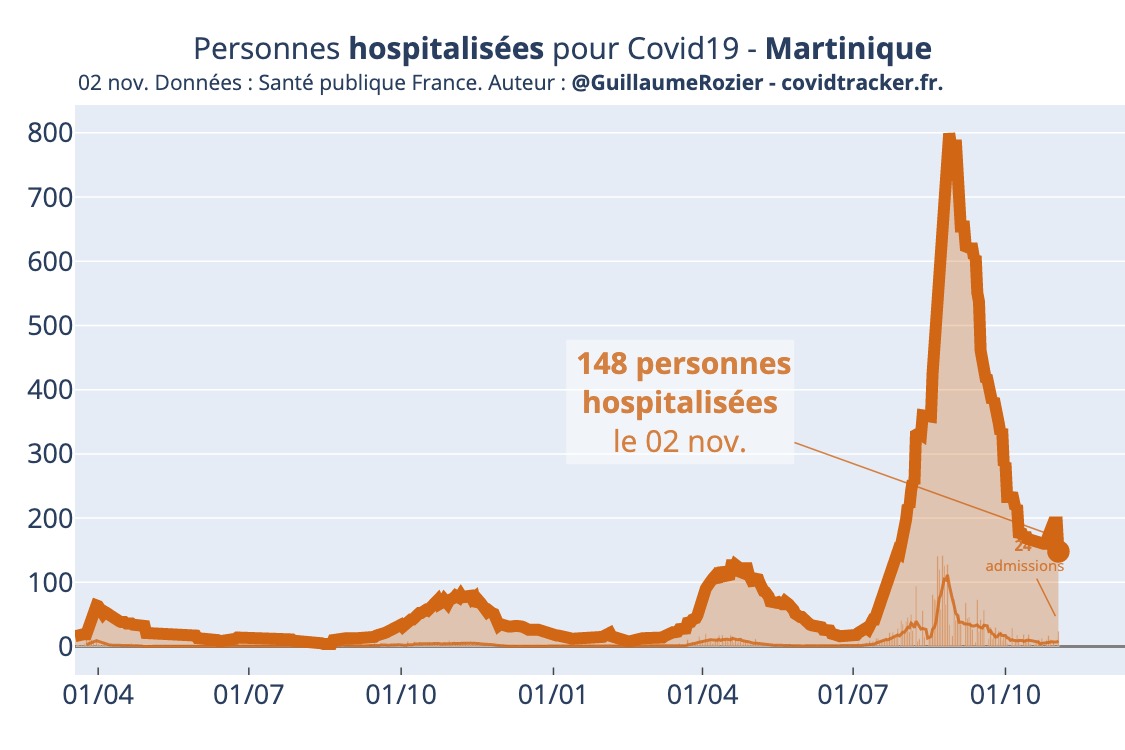 Personnes hospitalisées pour Covid19 - Martinique
02 nov. Données : Santé publique France. Auteur : @GuillaumeRozier - covidtracker.fr.
800
700
600
500
400
300
200
100
0
148 personnes
hospitalisées
le 02 nov.
24
admissions
01/04
01/07
01/10
01/01
01/04
01/07
01/10